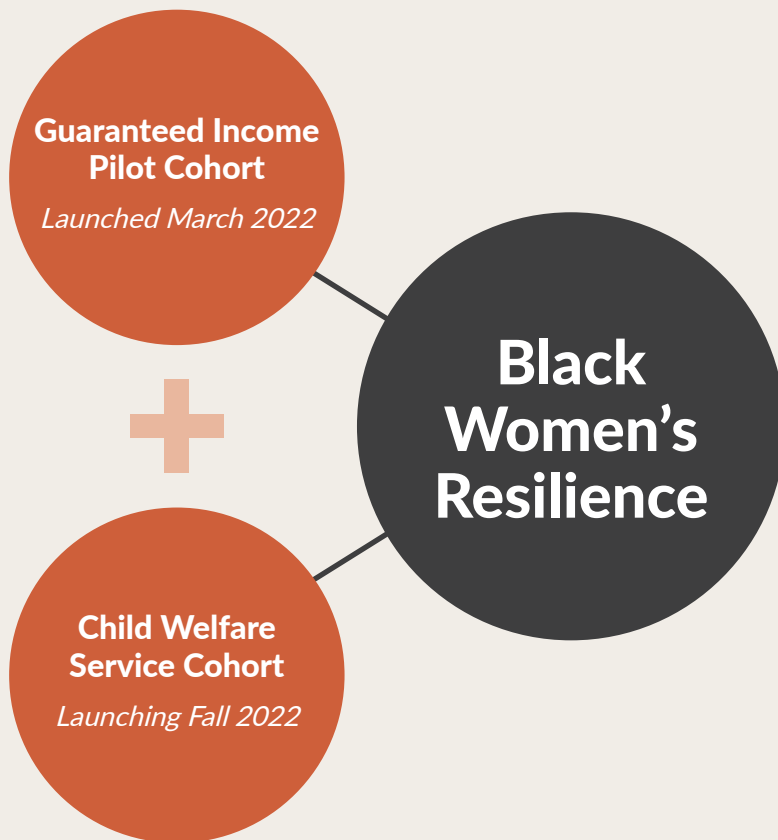 Guaranteed Income
Pilot Cohort
Launched March 2022
Black
Women’s
Resilience
Child Welfare
Service Cohort
Launching Fall 2022